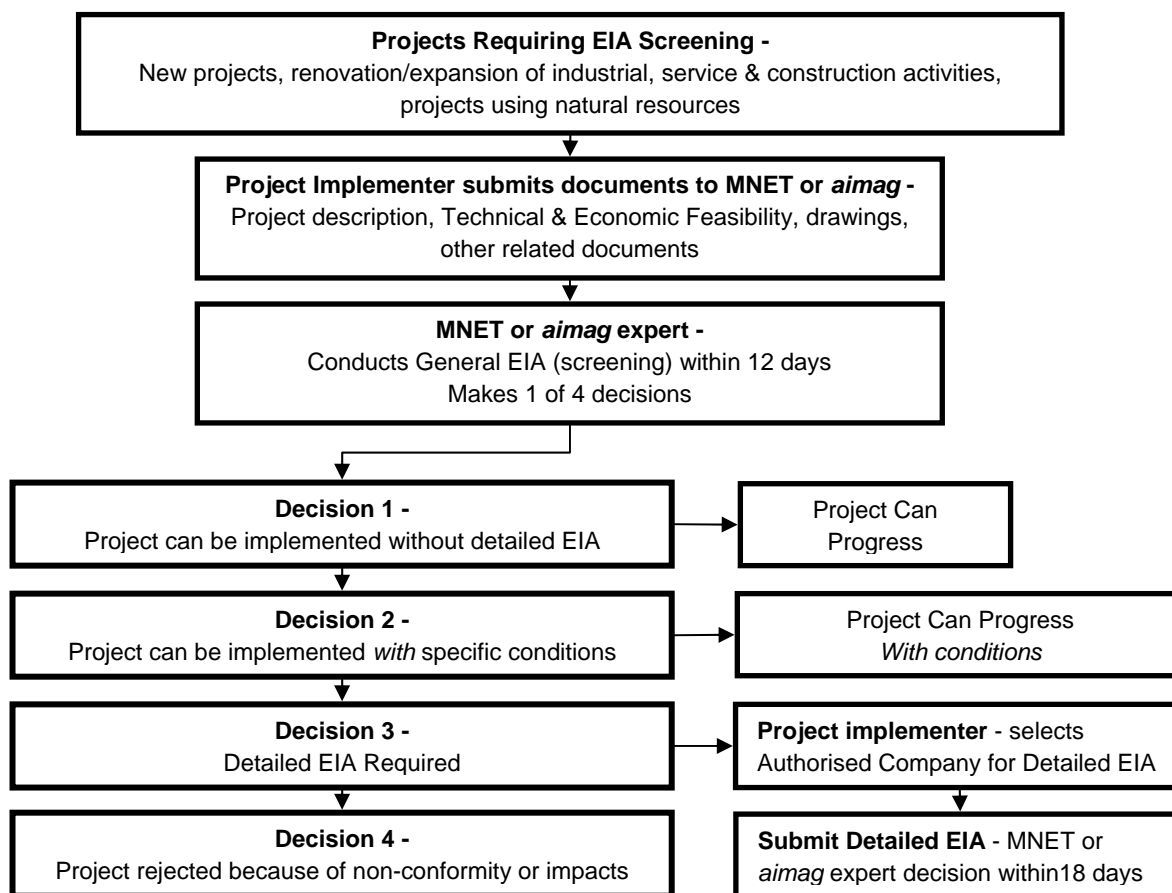 Projects Requiring EIA Screening -
New projects, renovation/expansion of industrial, service & construction activities,
projects using natural resources
Project Implementer submits documents to MNET or aimag -
Project description, Technical & Economic Feasibility, drawings,
other related documents
MNET or aimag expert -
Conducts General EIA (screening) within 12 days
Makes 1 of 4 decisions
Decision 1 -
Project can be implemented without detailed EIA
Project Can
Progress
Decision 2 -
Project can be implemented with specific conditions
Project Can Progress
With conditions
Decision 3 -
Detailed EIA Required
Project implementer - selects
Authorised Company for Detailed EIA
Decision 4 -
Project rejected because of non-conformity or impacts
Submit Detailed EIA - MNET or
aimag expert decision within18 days